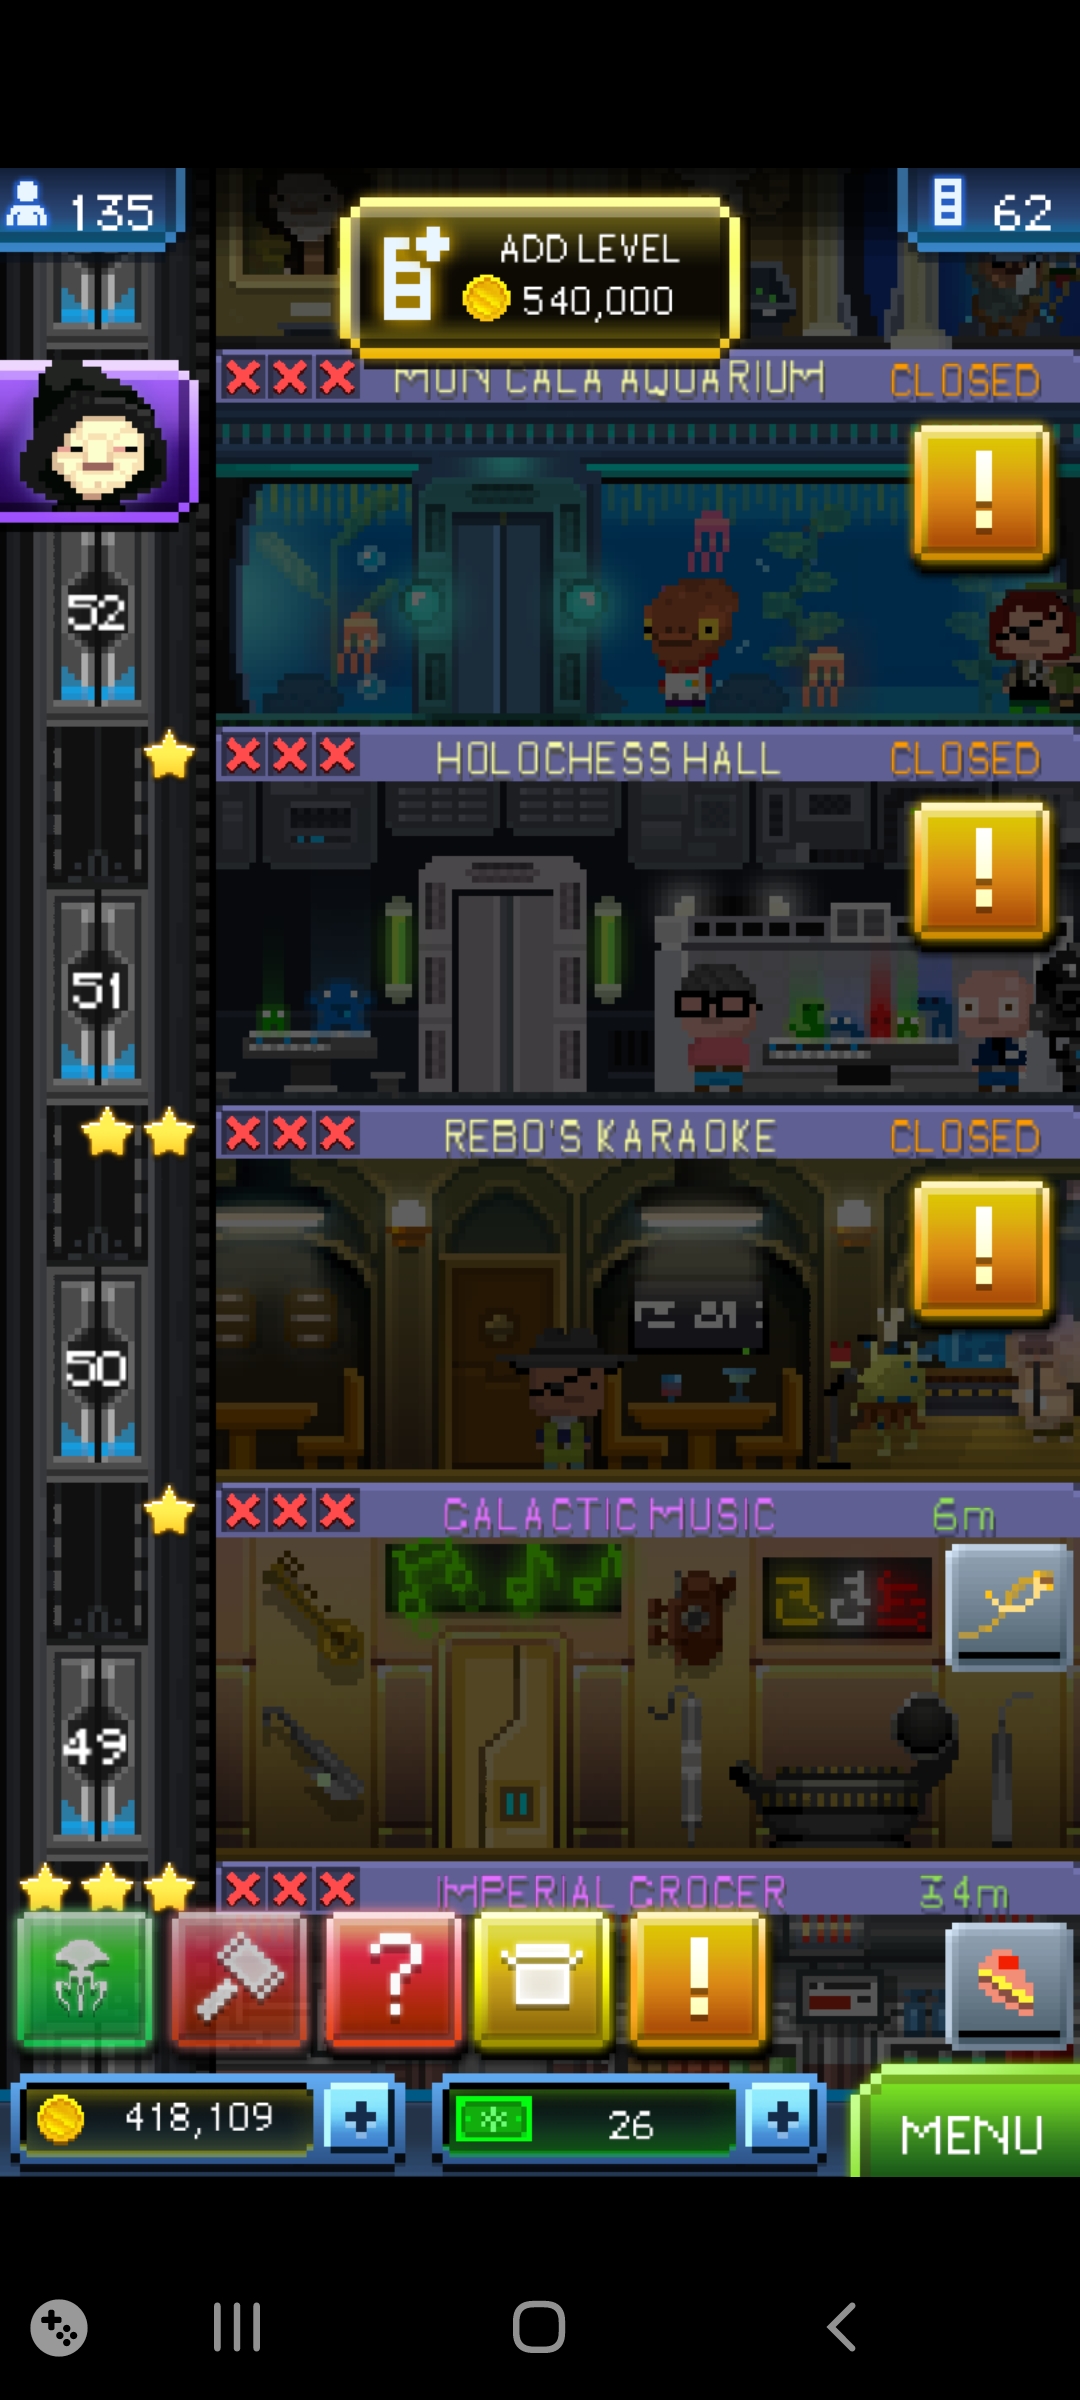 135
ADD LEVEL
540,000
62
MON CALA AQUARIUM CLOSED
!
52
HOLOCHESS HALL CLOSED
!
51
REBO'S KARAOKE CLOSED
!
50
GALACTIC MUSIC 6m
49
IMPERIAL GROCER 34m
? !
418,109
26
MENU